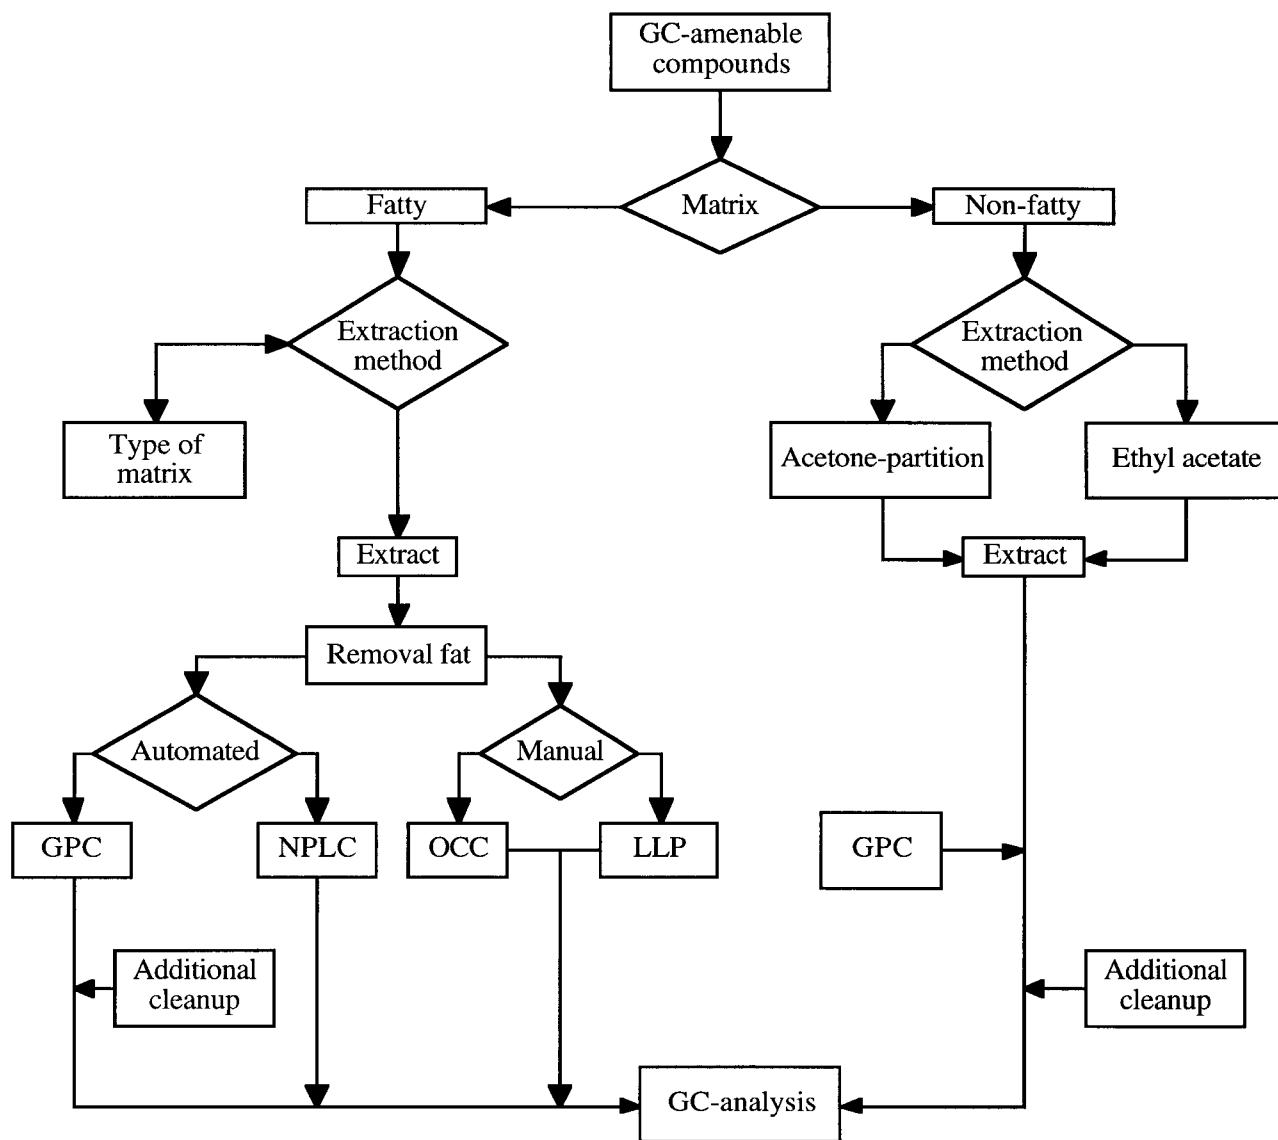 GC-amenable
compounds
Fatty
Matrix
Non-fatty
Extraction
method
Extraction
method
Type of
matrix
Acetone-partition
Ethyl acetate
Extract
Extract
Removal fat
Automated
Manual
GPC
NPLC
OCC
LLP
GPC
Additional
cleanup
Additional
cleanup
GC-analysis